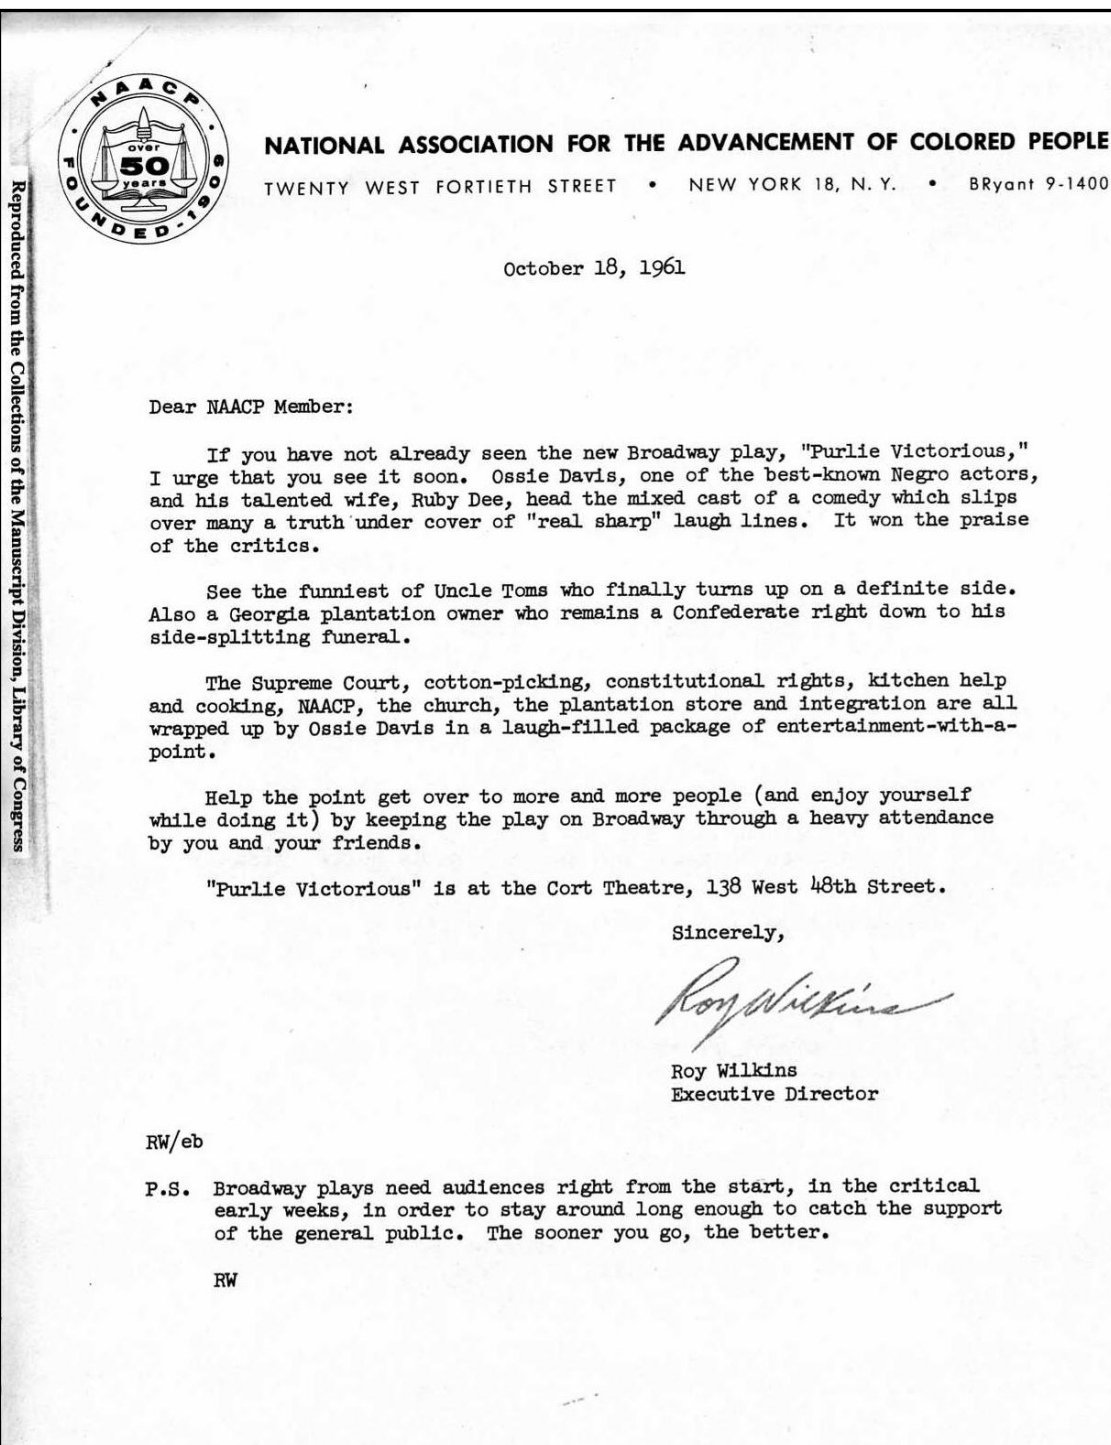 NAACP
FOUNDED-1909
over
50
years
NATIONAL ASSOCIATION FOR THE ADVANCEMENT OF COLORED PEOPLE
TWENTY WEST FORTIETH STREET • NEW YORK 18, N. Y. • BRyant 9-1400
Reproduced from the Collections of the Manuscript Division, Library of Congress
October 18, 1961
Dear NAACP Member:
If you have not already seen the new Broadway play, "Purlie Victorious,"
I urge that you see it soon. Ossie Davis, one of the best-known Negro actors,
and his talented wife, Ruby Dee, head the mixed cast of a comedy which slips
over many a truth under cover of "real sharp" laugh lines. It won the praise
of the critics.
See the funniest of Uncle Toms who finally turns up on a definite side.
Also a Georgia plantation owner who remains a Confederate right down to his
side-splitting funeral.
The Supreme Court, cotton-picking, constitutional rights, kitchen help
and cooking, NAACP, the church, the plantation store and integration are all
wrapped up by Ossie Davis in a laugh-filled package of entertainment-with-a-
point.
Help the point get over to more and more people (and enjoy yourself
while doing it) by keeping the play on Broadway through a heavy attendance
by you and your friends.
"Purlie Victorious" is at the Cort Theatre, 138 West 48th Street.
Sincerely,
Roy Wilkins
Roy Wilkins
Executive Director
RW/eb
P.S. Broadway plays need audiences right from the start, in the critical
early weeks, in order to stay around long enough to catch the support
of the general public. The sooner you go, the better.
RW